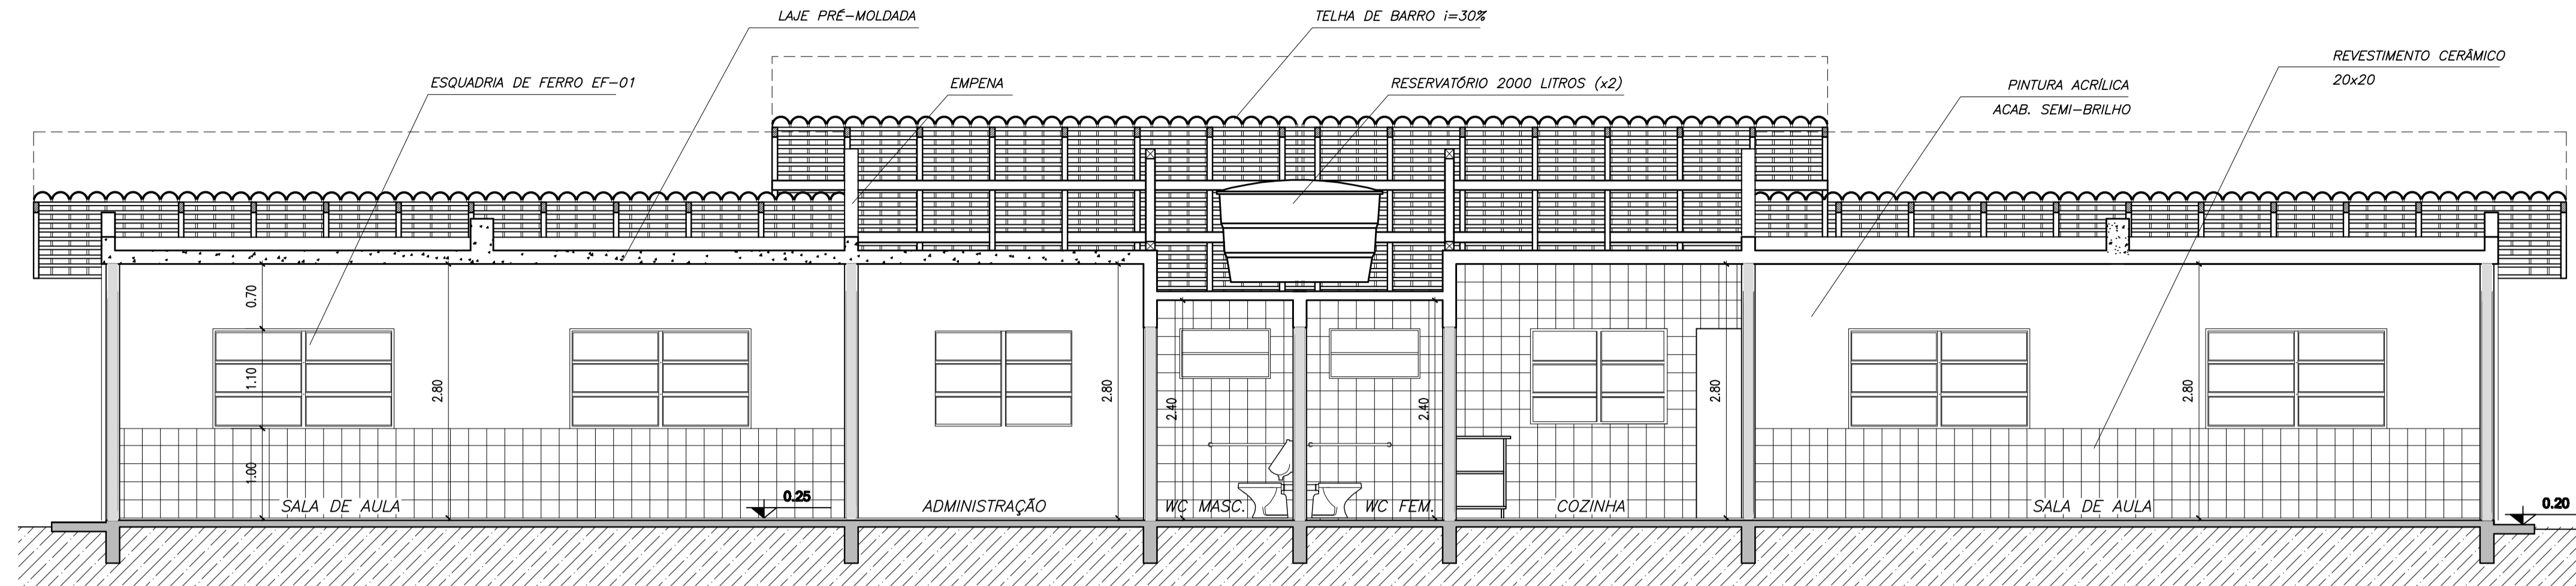 LAJE PRÉ-MOLDADA
TELHA DE BARRO i=30%
ESQUADRIA DE FERRO EF-01
EMPENA
RESERVATÓRIO 2000 LITROS (x2)
PINTURA ACRÍLICA
ACAB. SEMI-BRILHO
REVESTIMENTO CERÂMICO
20x20
0.70
1.10
1.00
2.80
2.80
2.40
2.40
2.80
2.80
SALA DE AULA
0.25
ADMINISTRAÇÃO
WC MASC.
WC FEM.
COZINHA
SALA DE AULA
0.20